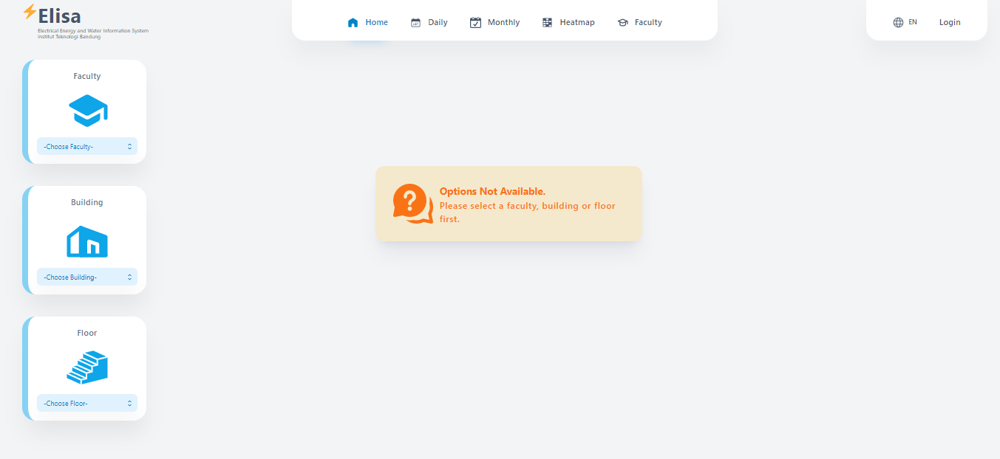 Elisa
Electrical Energy and Water Information System
Institut Teknologi Bandung
Home
Daily
Monthly
Heatmap
Faculty
EN
Login
Faculty
-Choose Faculty-
Building
-Choose Building-
Floor
-Choose Floor-
Options Not Available.
Please select a faculty, building or floor
first.